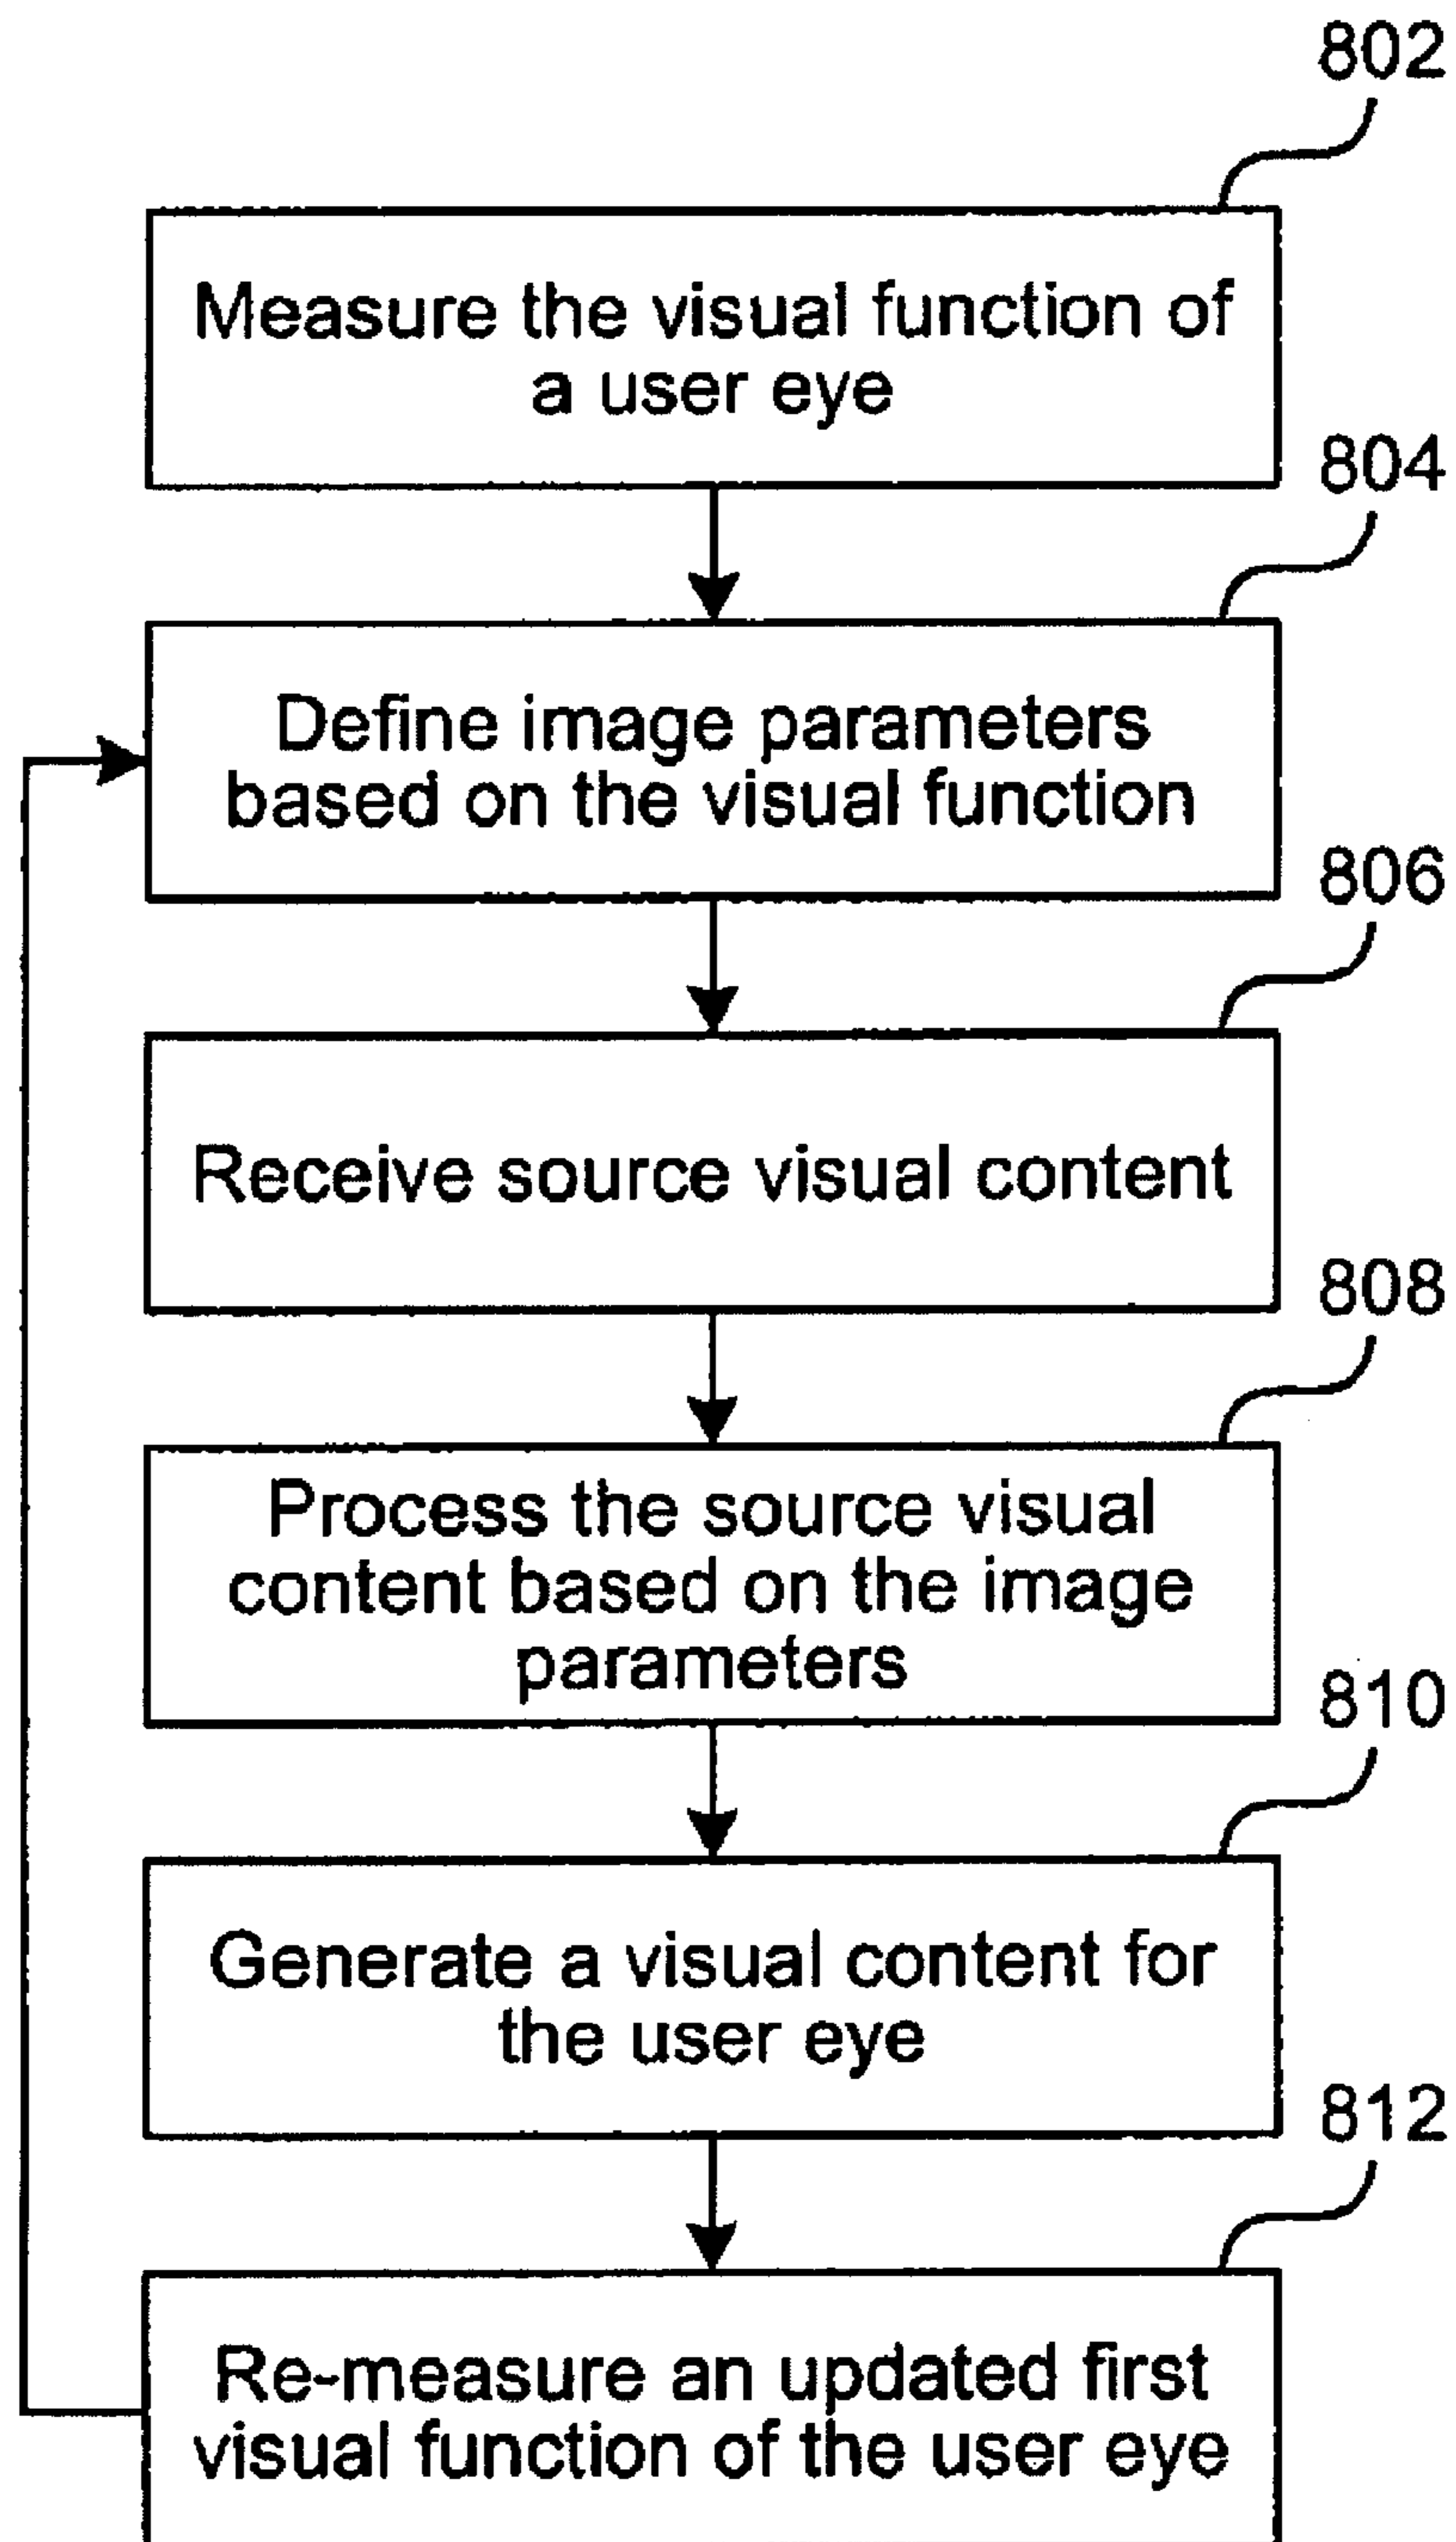 802
Measure the visual function of
a user eye
804
Define image parameters
based on the visual function
806
Receive source visual content
808
Process the source visual
content based on the image
parameters
810
Generate a visual content for
the user eye
812
Re-measure an updated first
visual function of the user eye